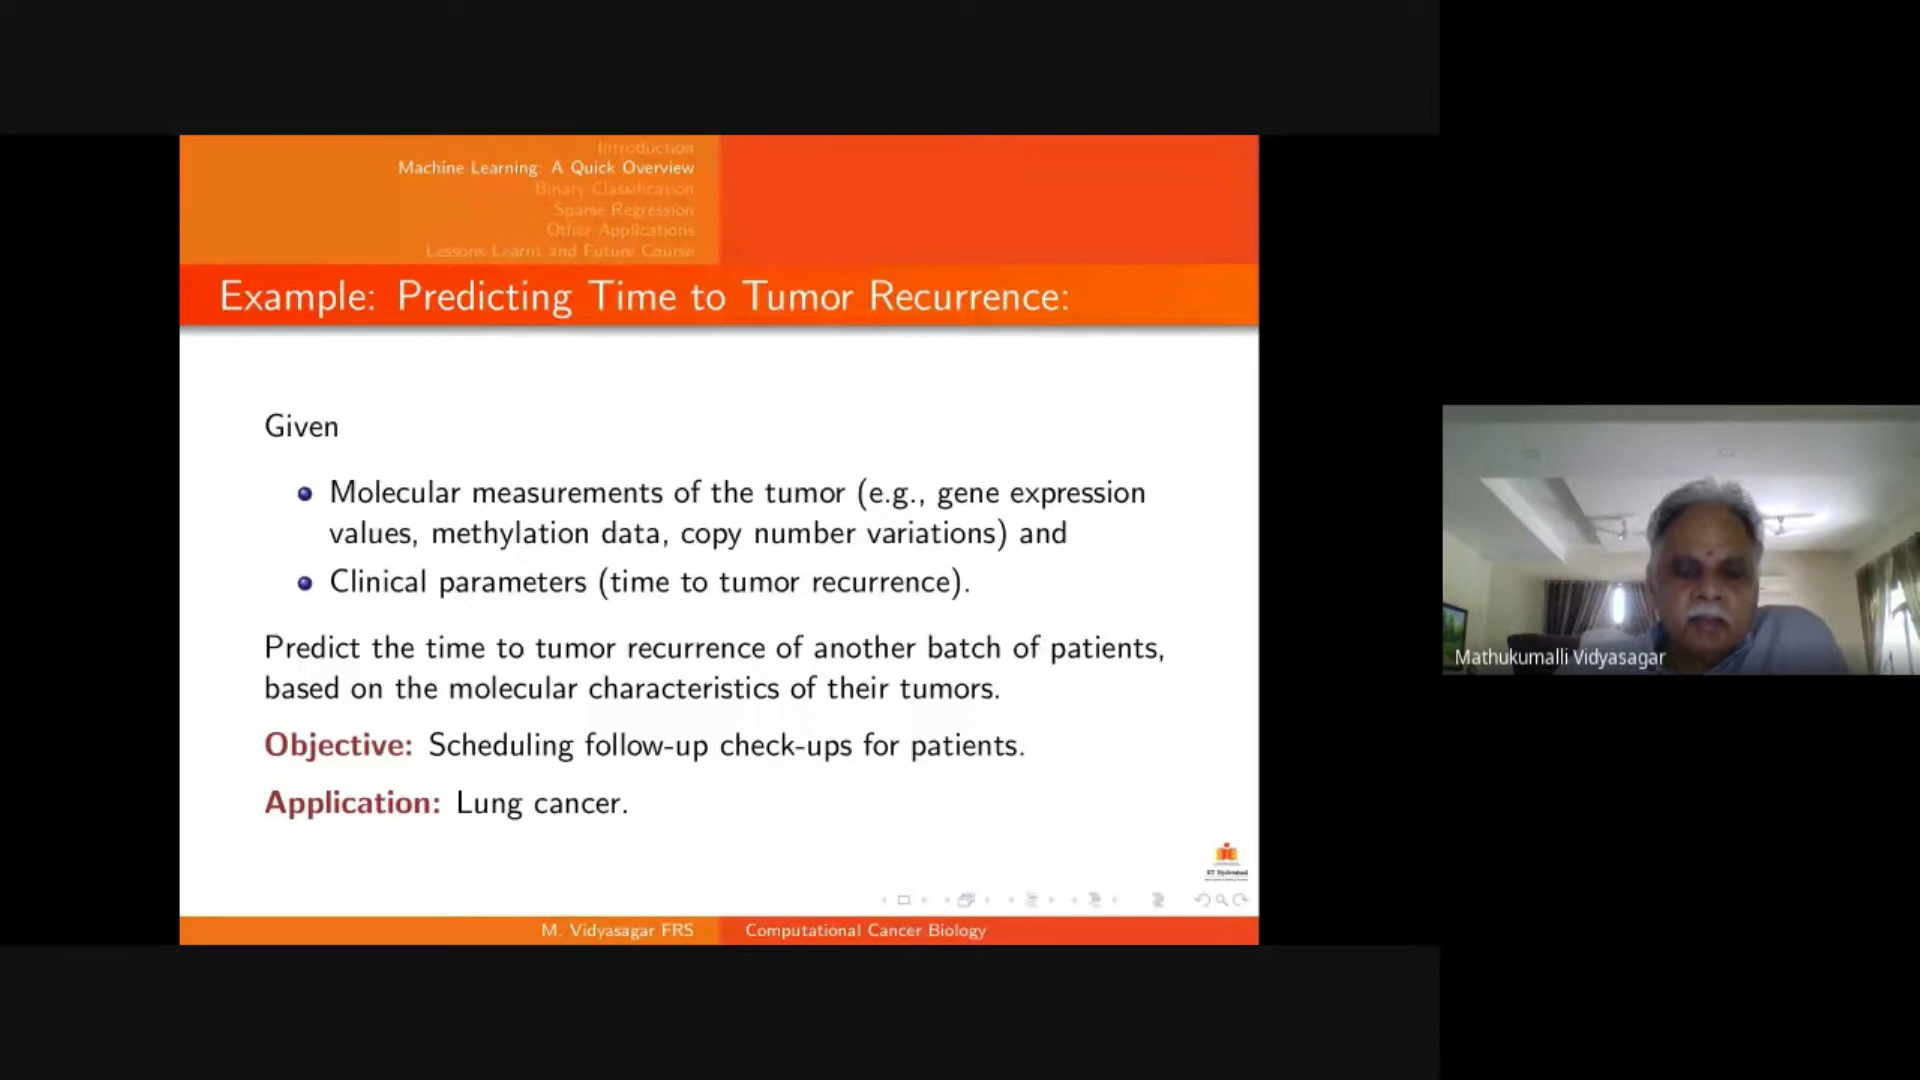 Introduction
Machine Learning: A Quick Overview
Binary Classification
Sparse Regression
Other Applications
Lessons Learnt and Future Course
Example: Predicting Time to Tumor Recurrence:
Given
Molecular measurements of the tumor (e.g., gene expression
values, methylation data, copy number variations) and
Clinical parameters (time to tumor recurrence).
Predict the time to tumor recurrence of another batch of patients,
based on the molecular characteristics of their tumors.
Objective: Scheduling follow-up check-ups for patients.
Application: Lung cancer.
M. Vidyasagar FRS
Computational Cancer Biology
Mathukumalli Vidyasagar